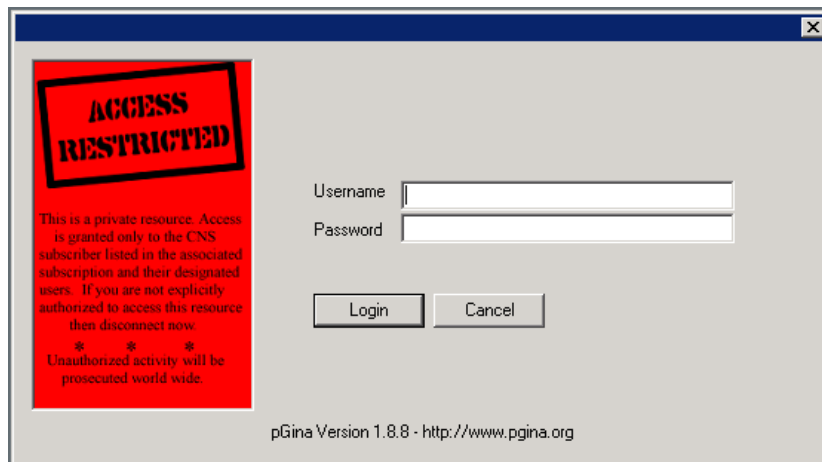 ACCESS
RESTRICTED
This is a private resource. Access
is granted only to the CNS
subscriber listed in the associated
subscription and their designated
users. If you are not explicitly
authorized to access this resource
then disconnect now.
* * *
Unauthorized activity will be
prosecuted world wide.
Username
Password
Login Cancel
pGina Version 1.8.8 - http://www.pgina.org